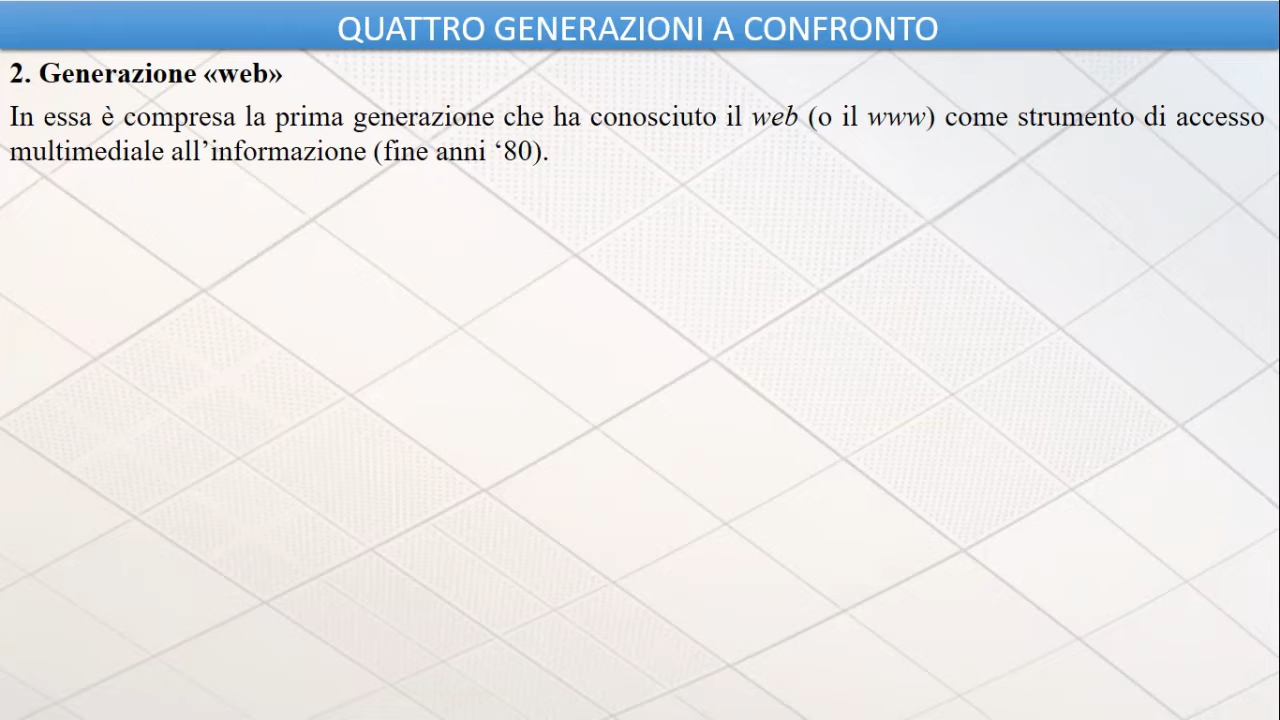 QUATTRO GENERAZIONI A CONFRONTO
2. Generazione «web»
In essa è compresa la prima generazione che ha conosciuto il web (o il www) come strumento di accesso
multimediale all’informazione (fine anni ‘80).